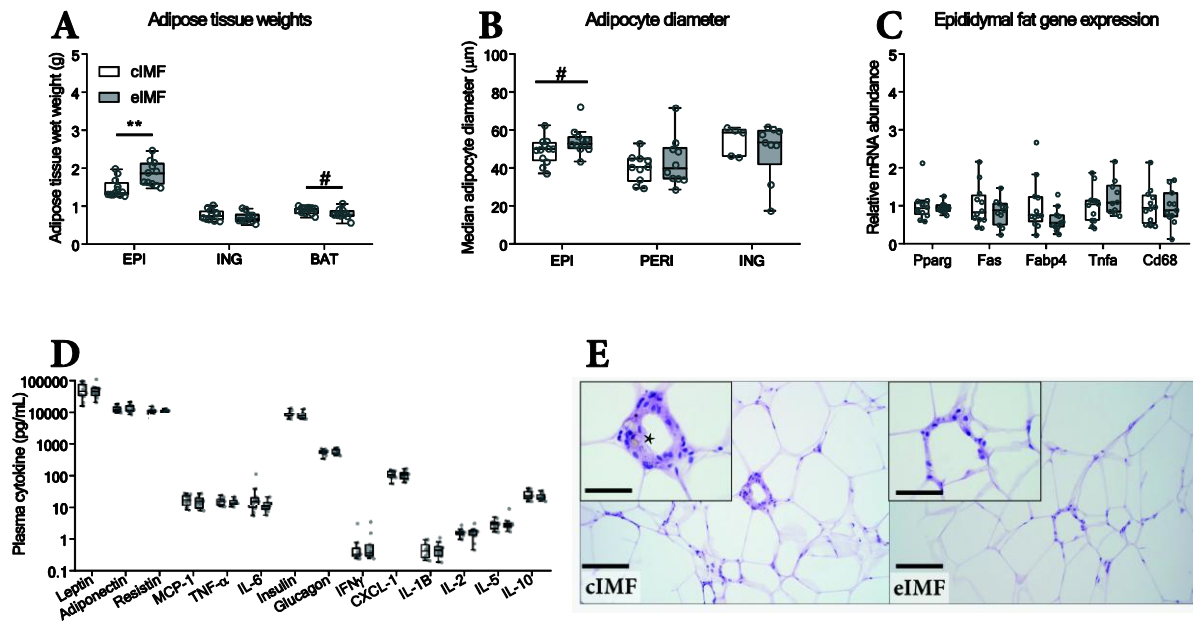 A Adipose tissue weights
Adipose tissue wet weight (g)
5
4
3
2
1
0
cIMF
eIMF
**
#
EPI ING BAT
B Adipocyte diameter
Median adipocyte diameter (μm)
100
80
60
40
20
0
#
EPI PERI ING
C Epididymal fat gene expression
Relative mRNA abundance
5
4
3
2
1
0
Pparg Fas Fabp4 Tnfa Cd68
D
Plasma cytokine (pg/mL)
100000
10000
1000
100
10
1
0.1
Leptin Adiponectin Resistin MCP-1 TNF-α IL-6 Insulin Glucagon IFNγ CXCL-1 IL-1B IL-2 IL-5 IL-10
E
*
cIMF
eIMF